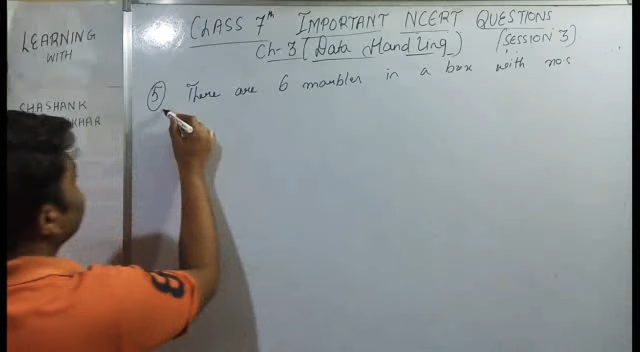 LEARNING
WITH
SHASHANK
CLASS 7th IMPORTANT NCERT QUESTIONS
Ch-3 (Data Handling) (SESSION 3)
5 There are 6 marbles in a box with no.s